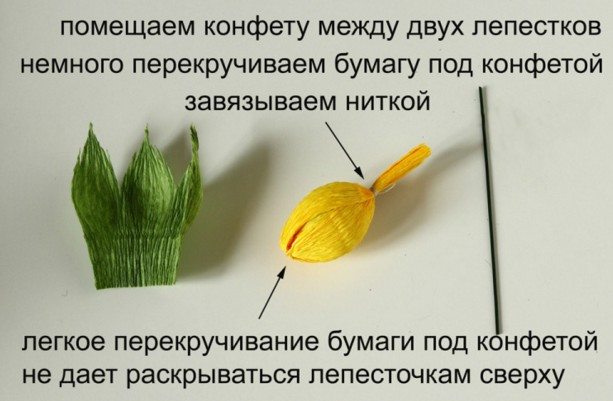 помещаем конфету между двух лепестков
немного перекручиваем бумагу под конфетой
завязываем ниткой
легкое перекручивание бумаги под конфетой
не дает раскрываться лепесточкам сверху